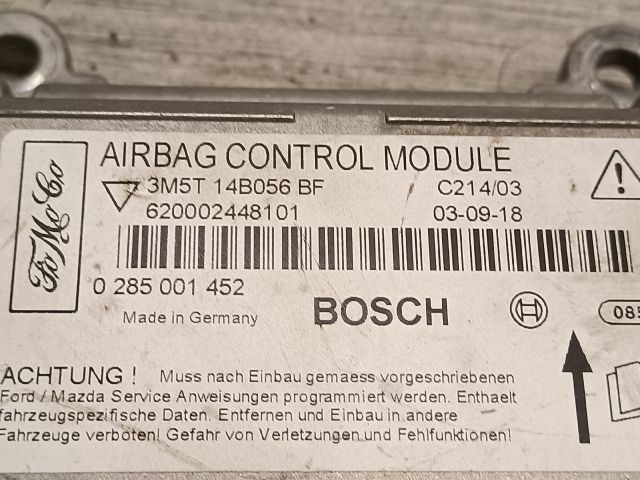 FoMoCo
AIRBAG CONTROL MODULE
3M5T 14B056 BF C214/03
620002448101 03-09-18
0 285 001 452
Made in Germany BOSCH
085
ACHTUNG ! Muss nach Einbau gemaess vorgeschriebenen
Ford / Mazda Service Anweisungen programmiert werden. Enthaelt
fahrzeugspezifische Daten. Entfernen und Einbau in andere
Fahrzeuge verboten! Gefahr von Verletzungen und Fehlfunktionen!